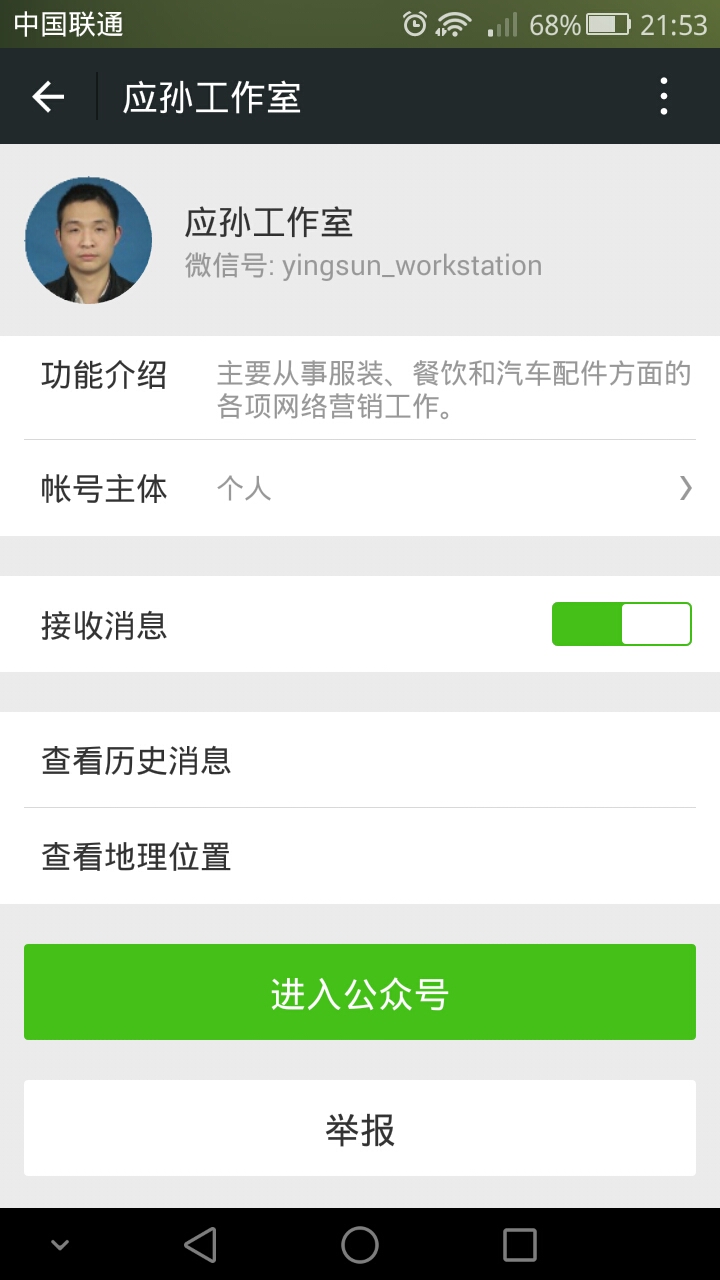 中国联通 68% 21:53
应孙工作室
应孙工作室
微信号: yingsun_workstation
功能介绍 主要从事服装、餐饮和汽车配件方面的
各项网络营销工作。
帐号主体 个人
接收消息
查看历史消息
查看地理位置
进入公众号
举报